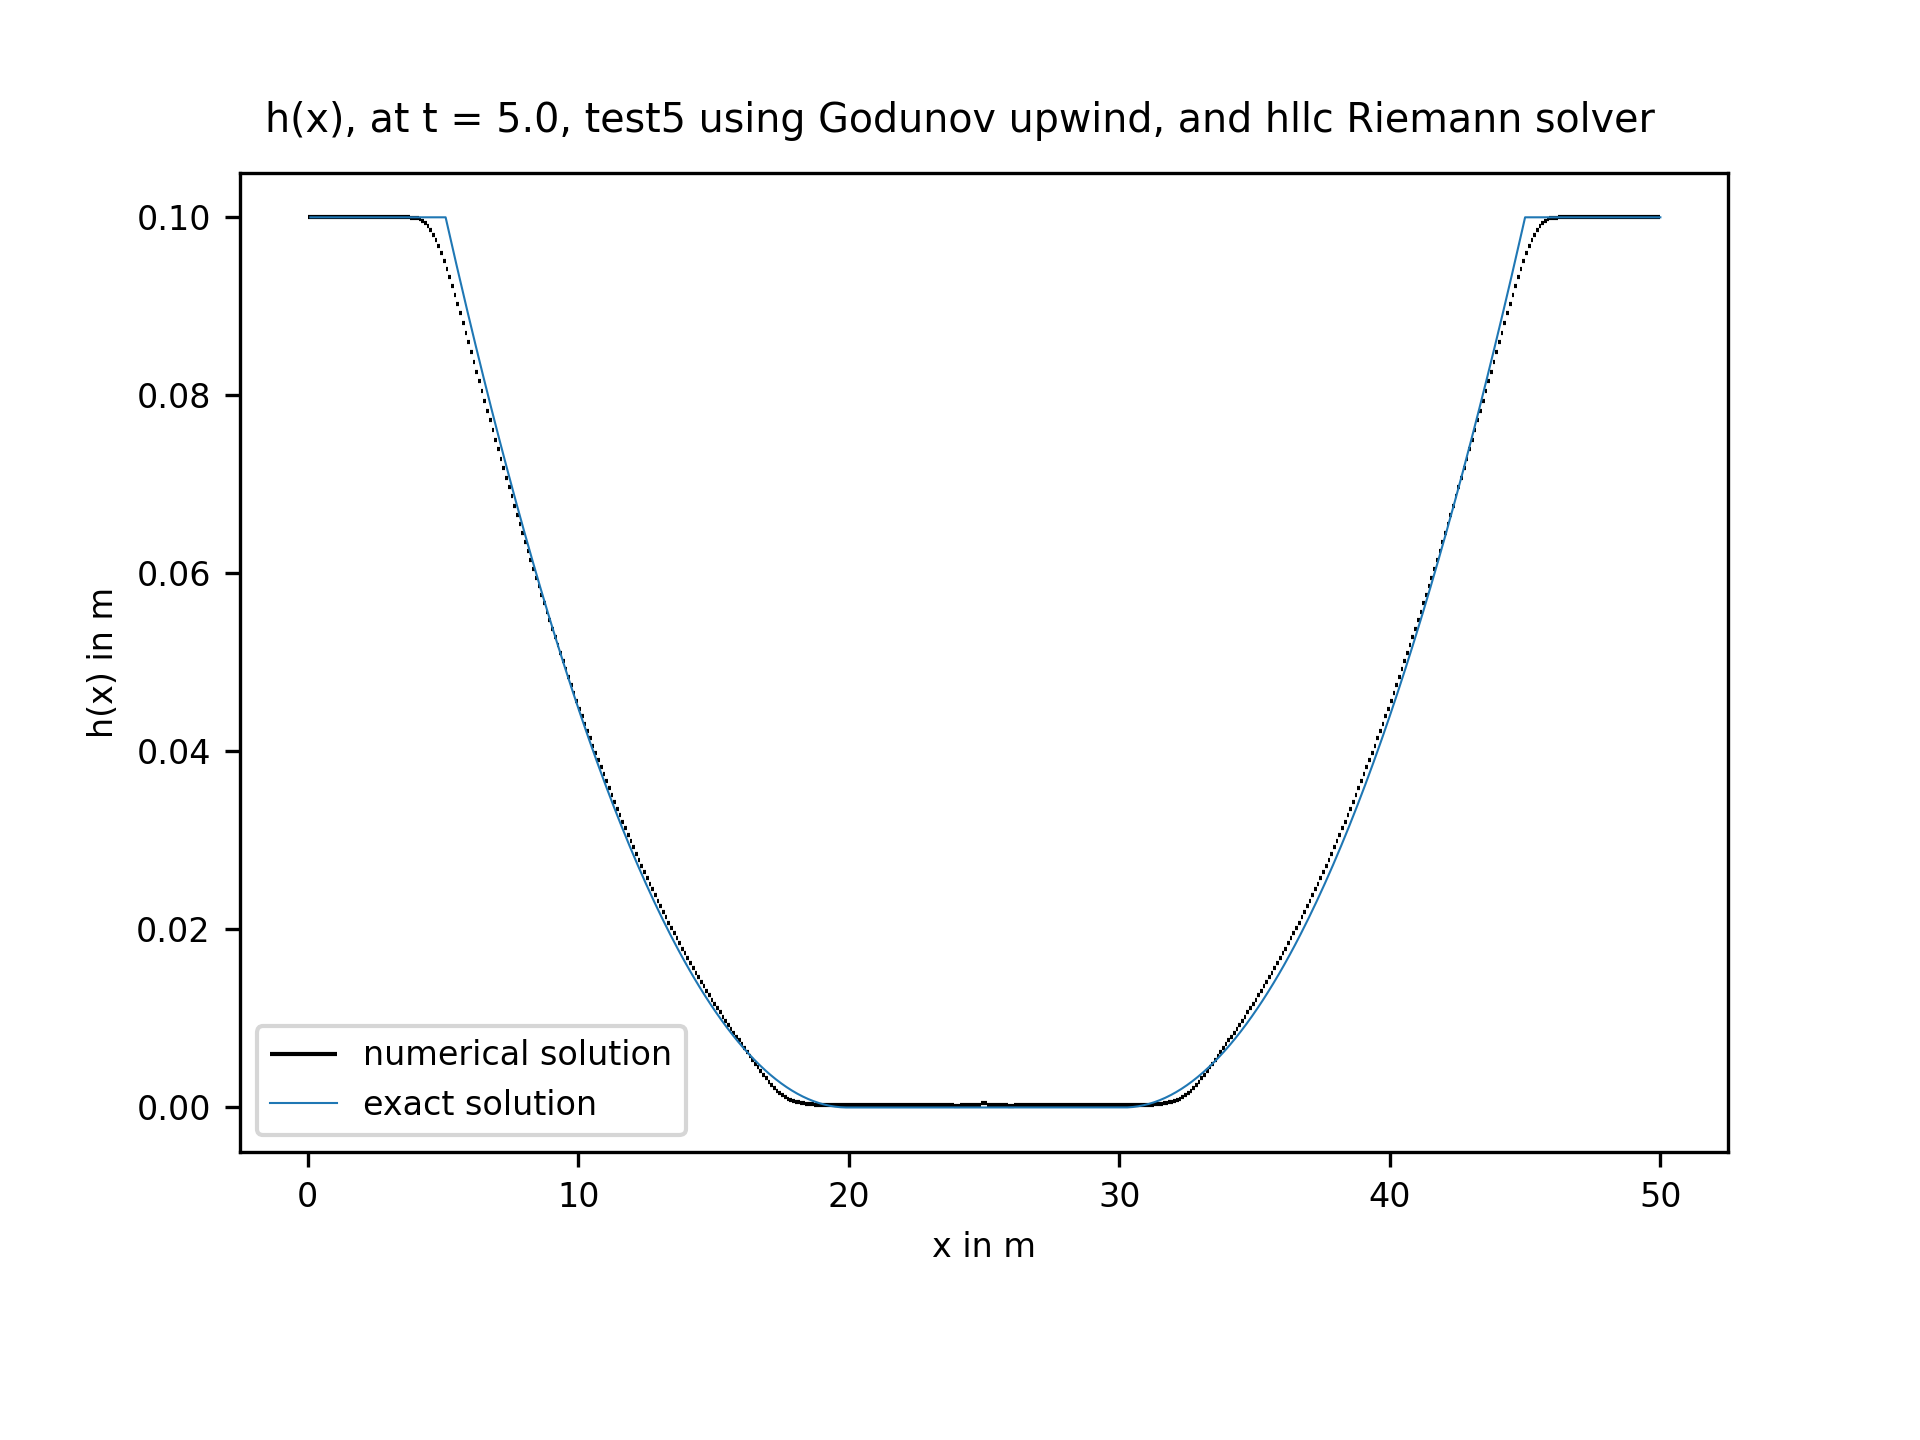 h(x), at t = 5.0, test5 using Godunov upwind, and hllc Riemann solver
h(x) in m
0.10
0.08
0.06
0.04
0.02
0.00
numerical solution
exact solution
0 10 20 30 40 50
x in m